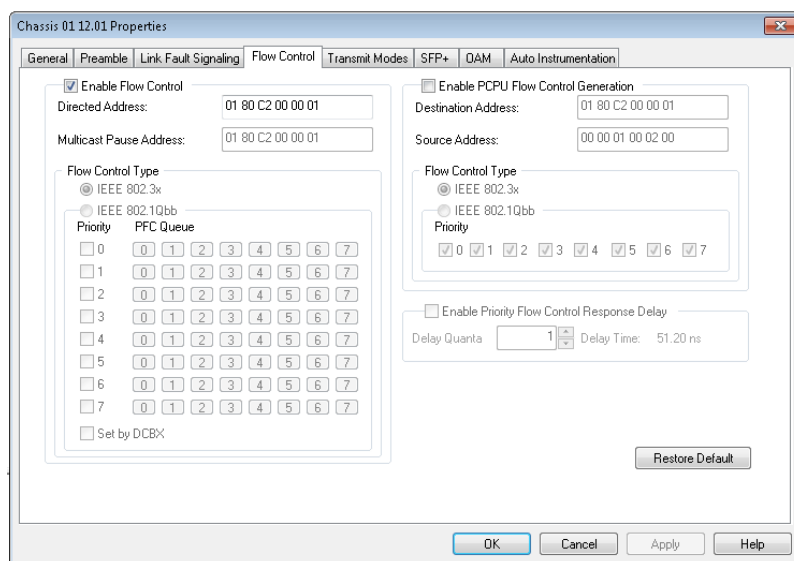 Chassis 01 12.01 Properties
General Preamble Link Fault Signaling Flow Control Transmit Modes SFP+ OAM Auto Instrumentation
Enable Flow Control
Directed Address: 01 80 C2 00 00 01
Multicast Pause Address: 01 80 C2 00 00 01
Flow Control Type
IEEE 802.3x
IEEE 802.1Qbb
Priority PFC Queue
0 0 1 2 3 4 5 6 7
1 0 1 2 3 4 5 6 7
2 0 1 2 3 4 5 6 7
3 0 1 2 3 4 5 6 7
4 0 1 2 3 4 5 6 7
5 0 1 2 3 4 5 6 7
6 0 1 2 3 4 5 6 7
7 0 1 2 3 4 5 6 7
Set by DCBX
Enable PCPU Flow Control Generation
Destination Address: 01 80 C2 00 00 01
Source Address: 00 00 01 00 02 00
Flow Control Type
IEEE 802.3x
IEEE 802.1Qbb
Priority
0 1 2 3 4 5 6 7
Enable Priority Flow Control Response Delay
Delay Quanta 1 Delay Time: 51.20 ns
Restore Default
OK Cancel Apply Help